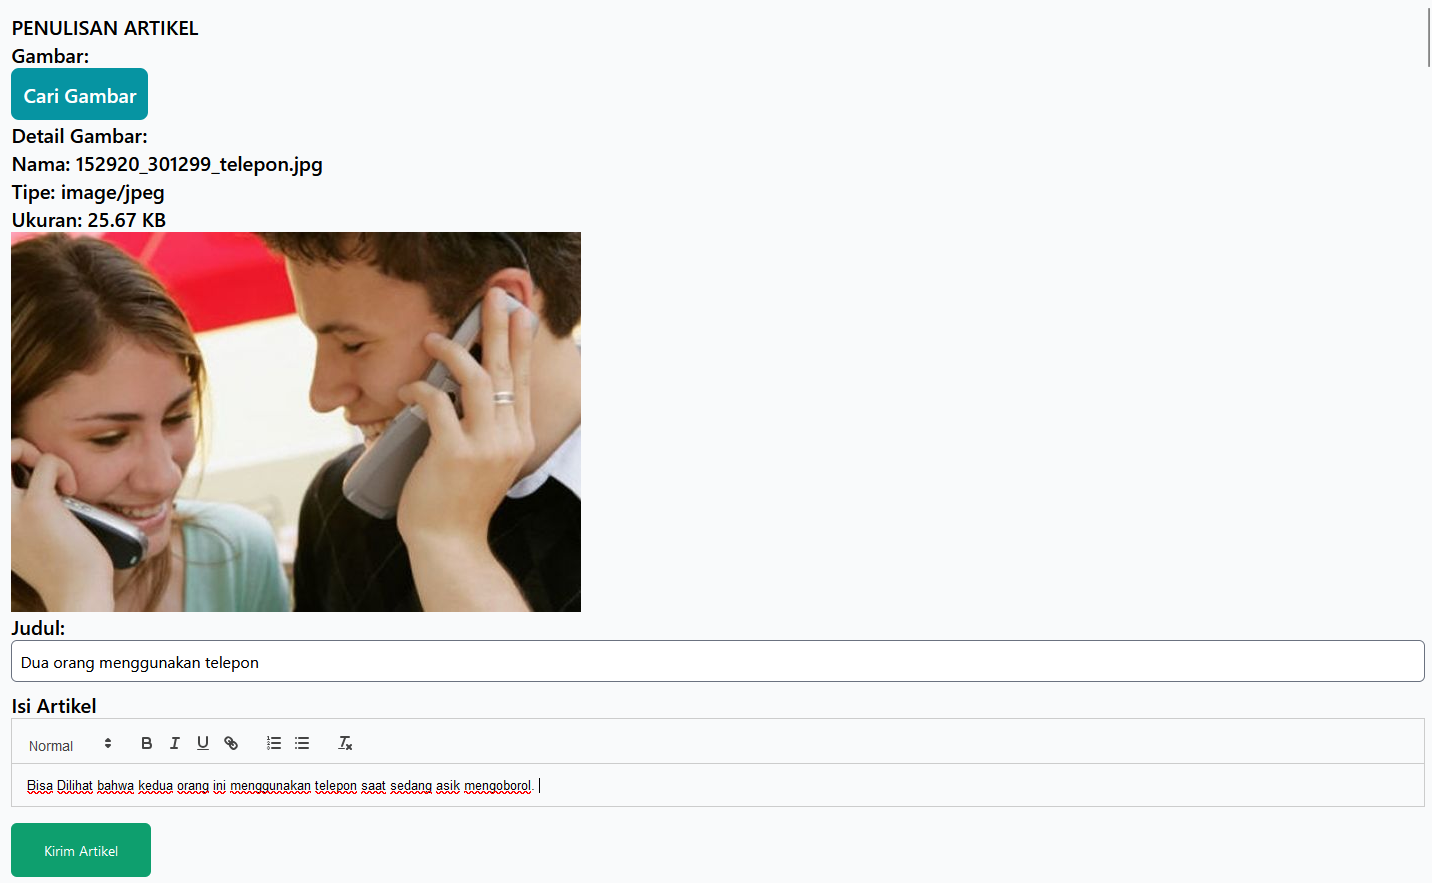 PENULISAN ARTIKEL
Gambar:
Cari Gambar
Detail Gambar:
Nama: 152920_301299_telepon.jpg
Tipe: image/jpeg
Ukuran: 25.67 KB
Judul:
Dua orang menggunakan telepon
Isi Artikel
Normal
Bisa Dilihat bahwa kedua orang ini menggunakan telepon saat sedang asik mengoborol.
Kirim Artikel